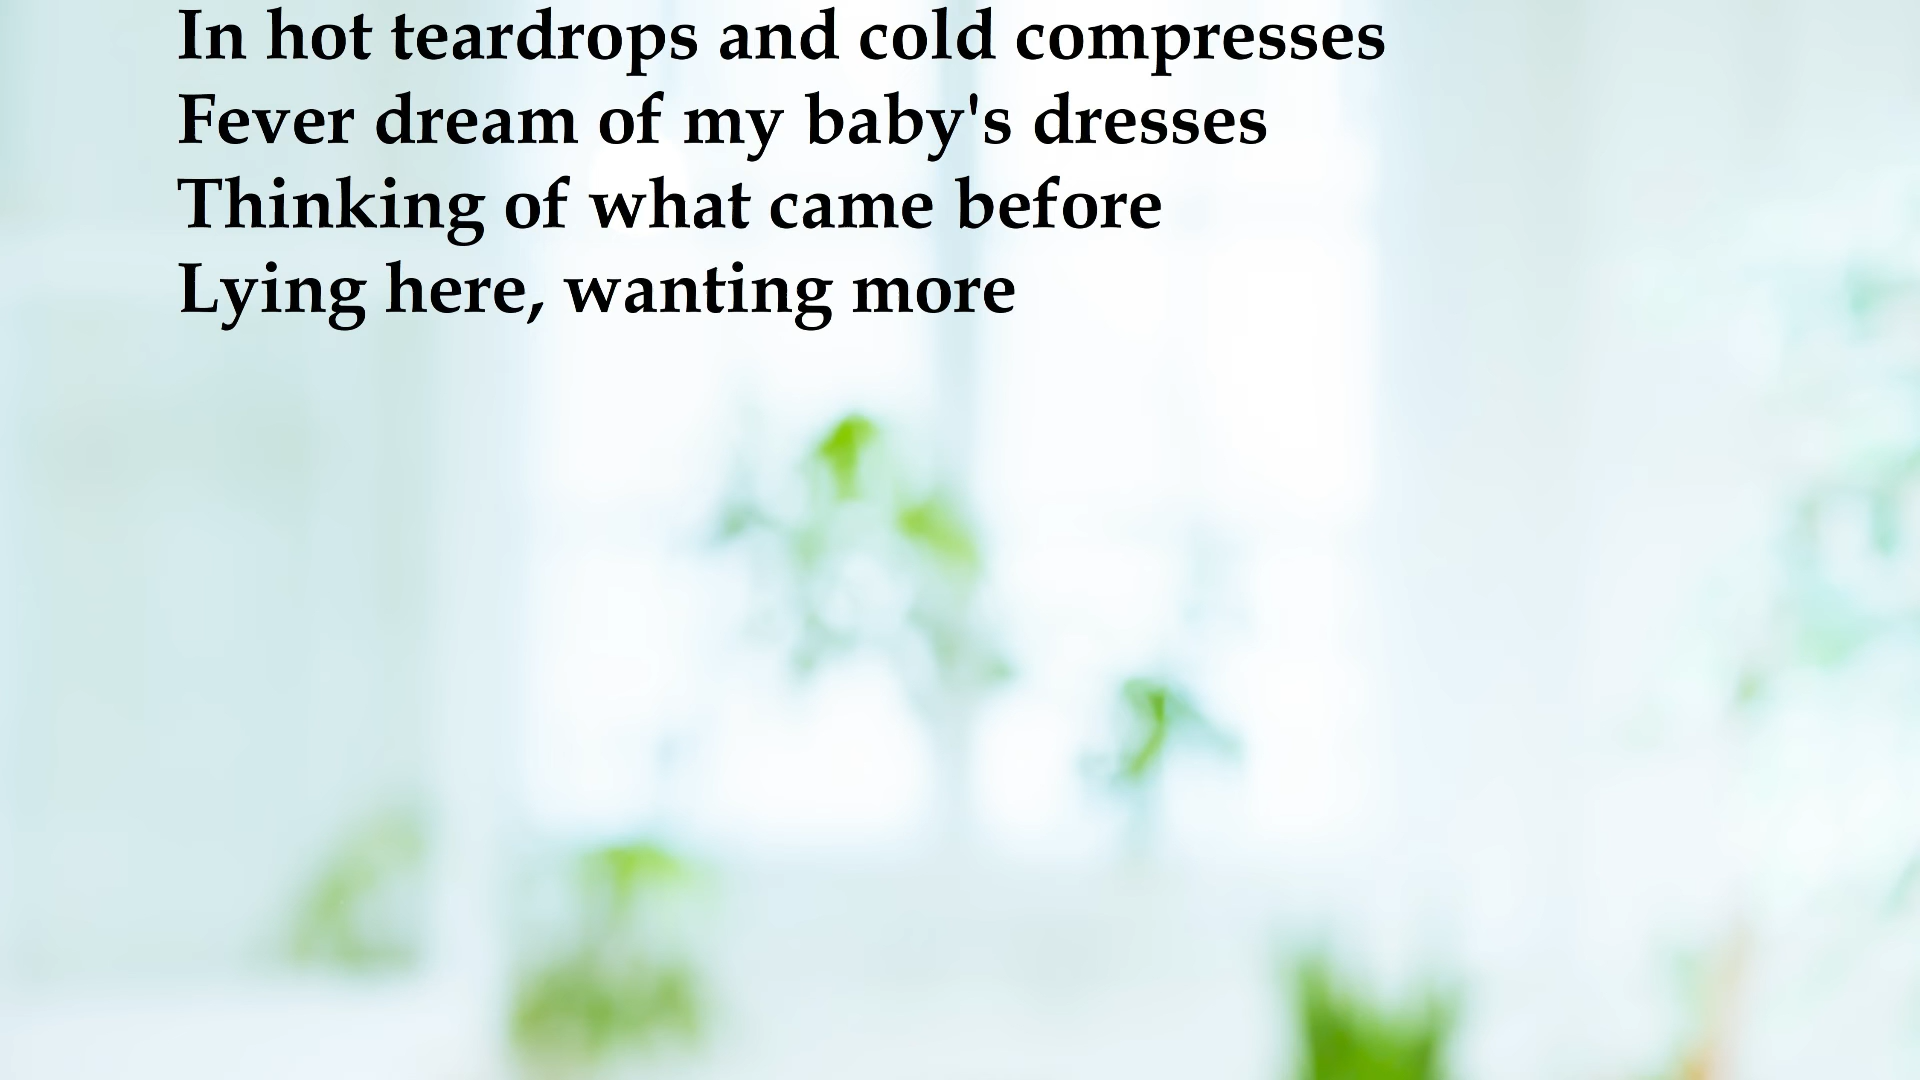 In hot teardrops and cold compresses
Fever dream of my baby's dresses
Thinking of what came before
Lying here, wanting more